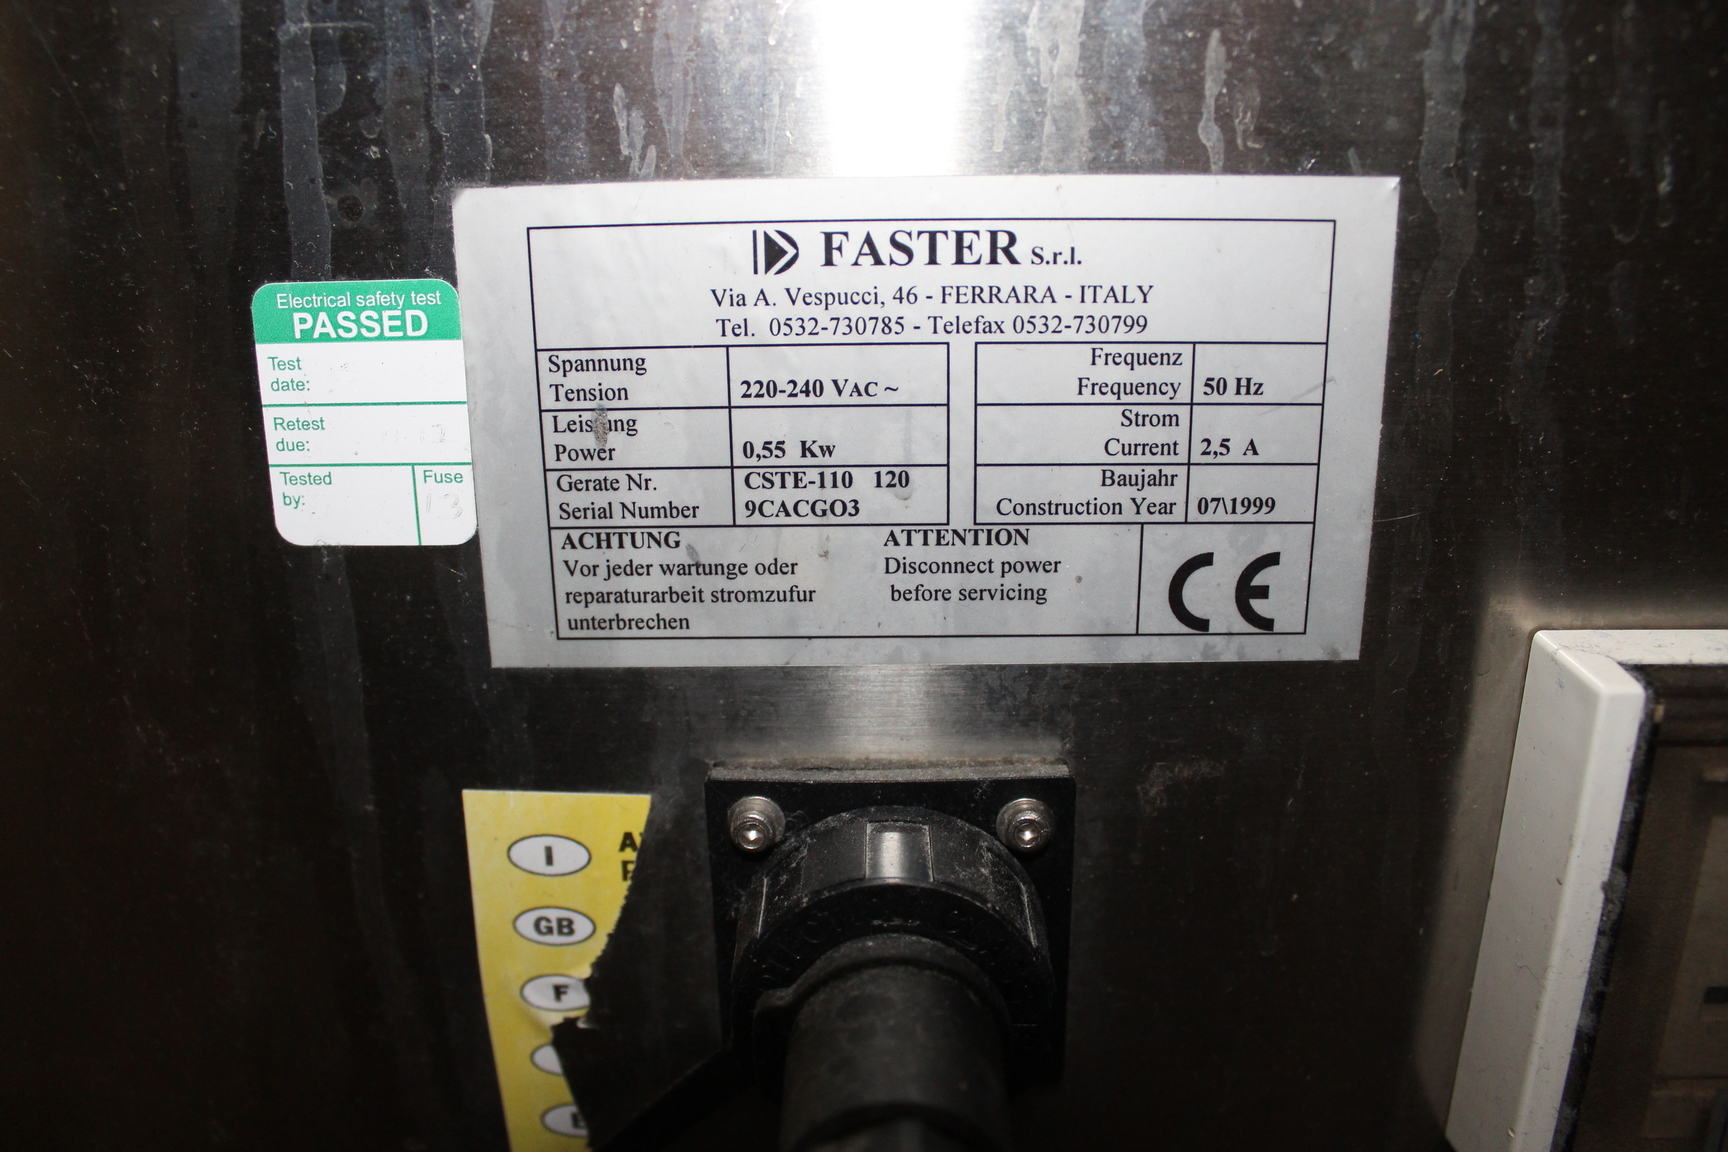 FASTER S.r.l.
Via A. Vespucci, 46 - FERRARA - ITALY
Tel. 0532-730785 - Telefax 0532-730799
Spannung
Tension 220-240 VAC ~
Frequenz
Frequency 50 Hz
Leistung
Power 0,55 Kw
Strom
Current 2,5 A
Gerate Nr. CSTE-110 120
Serial Number 9CACGO3
Baujahr
Construction Year 07\1999
ACHTUNG
Vor jeder wartunge oder
reparaturarbeit stromzufur
unterbrechen
ATTENTION
Disconnect power
before servicing
CE
Electrical safety test
PASSED
Test
date:
Retest
due:
Tested
by:
Fuse
13
I
GB
F